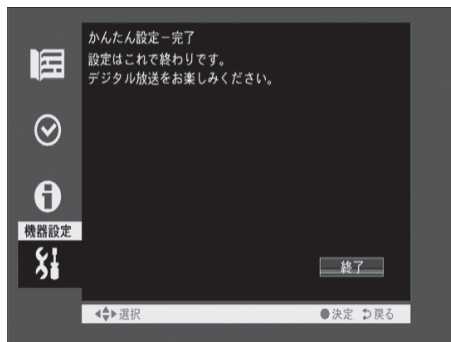 かんたん設定－完了
設定はこれで終わりです。
デジタル放送をお楽しみください。
機器設定
終了
選択
決定 戻る